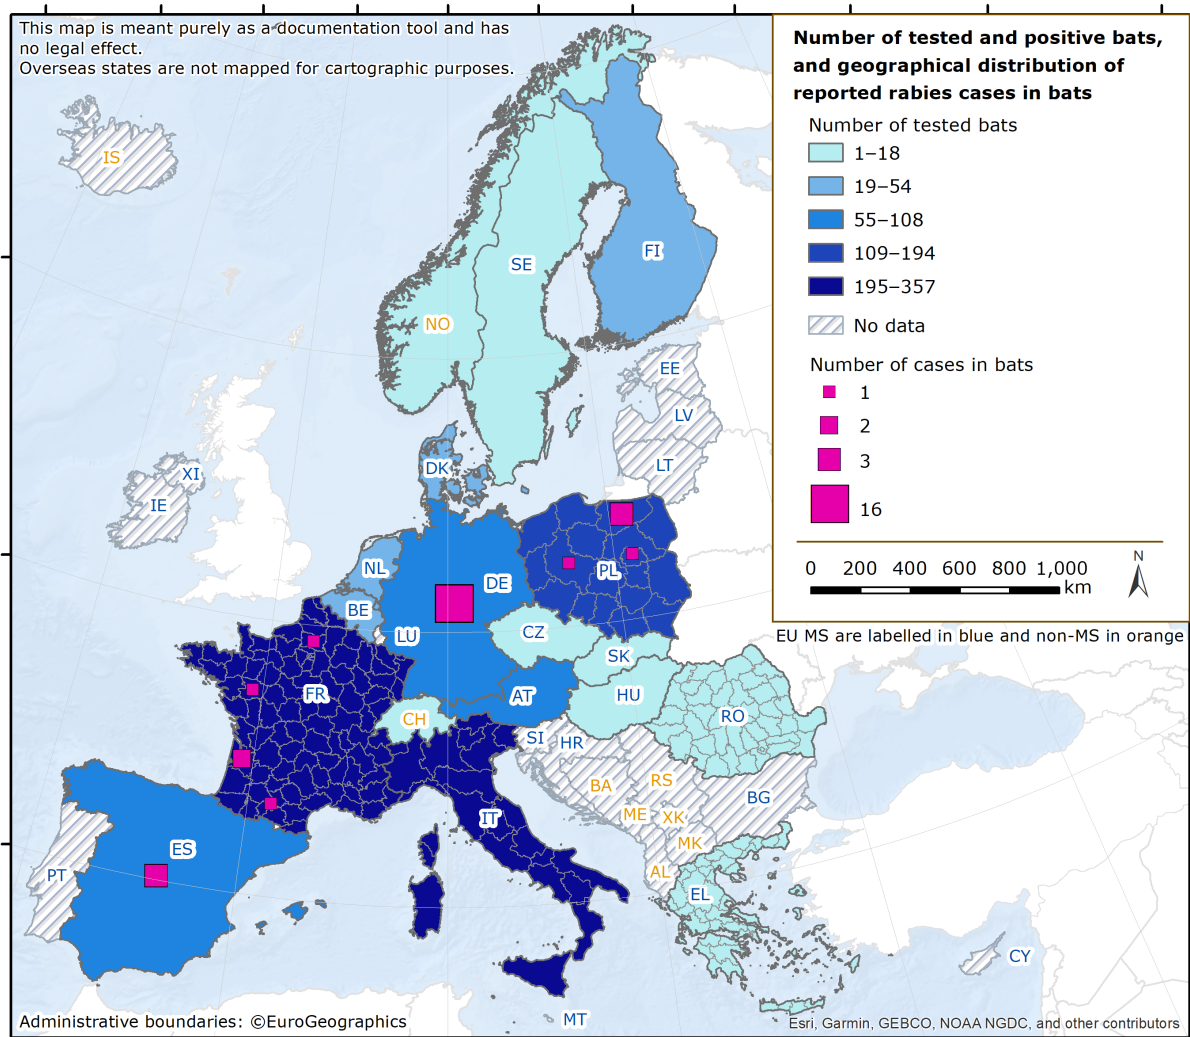 This map is meant purely as a documentation tool and has
no legal effect.
Overseas states are not mapped for cartographic purposes.
Number of tested and positive bats,
and geographical distribution of
reported rabies cases in bats
Number of tested bats
1–18
19–54
55–108
109–194
195–357
No data
Number of cases in bats
1
2
3
16
N
0 200 400 600 800 1,000
km
EU MS are labelled in blue and non-MS in orange
IS
SE
FI
NO
EE
LV
LT
DK
XI
IE
NL
DE
PL
BE
LU
CZ
SK
FR
AT
HU
CH
RO
SI
HR
BA
RS
BG
ME
XK
IT
MK
ES
AL
PT
EL
CY
MT
Administrative boundaries: ©EuroGeographics
Esri, Garmin, GEBCO, NOAA NGDC, and other contributors